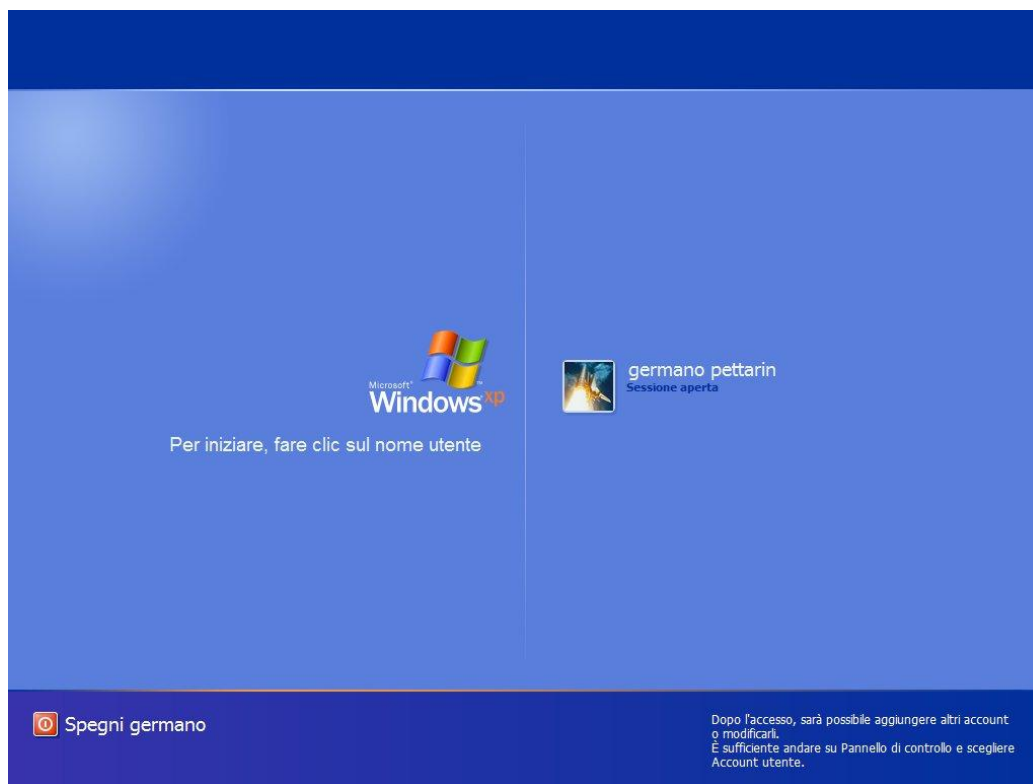 Microsoft®
Windows xp
Per iniziare, fare clic sul nome utente
germano pettarin
Sessione aperta
Spegni germano
Dopo l'accesso, sarà possibile aggiungere altri account
o modificarli.
È sufficiente andare su Pannello di controllo e scegliere
Account utente.